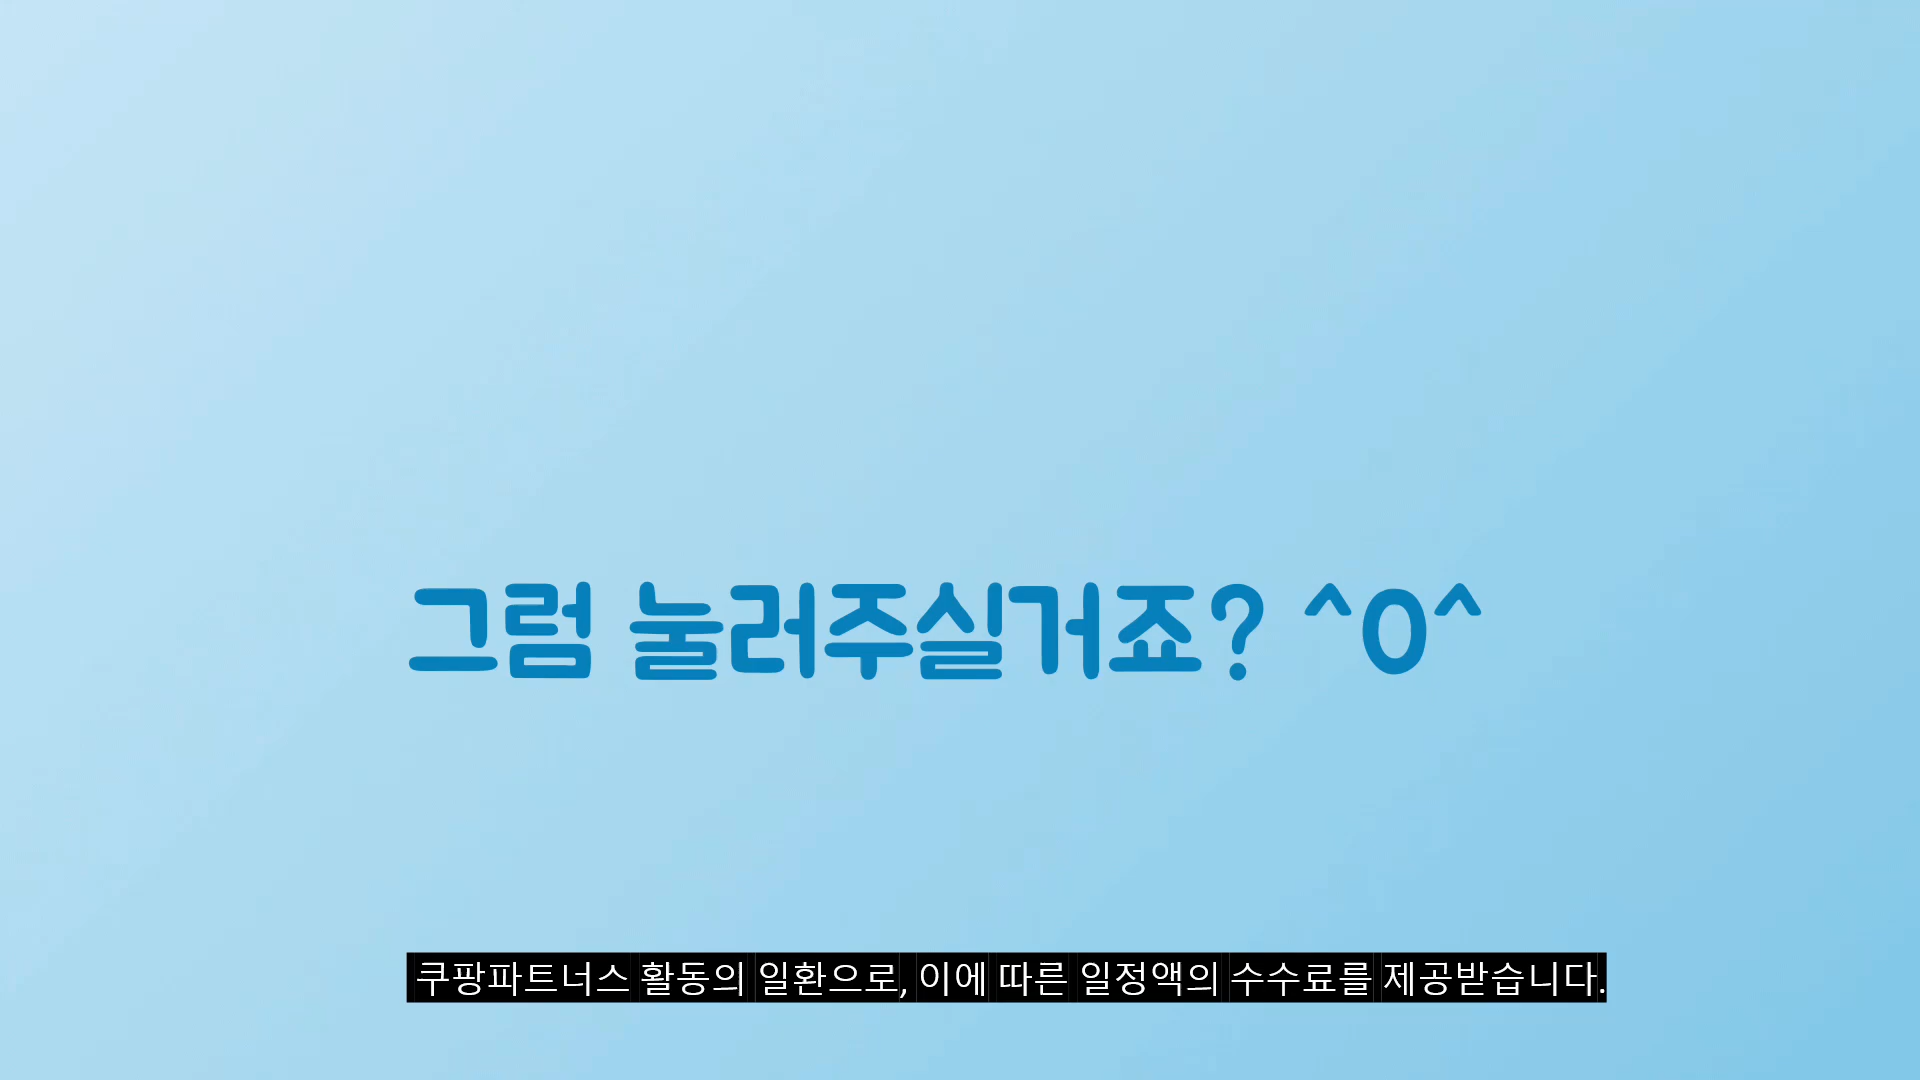 그럼 눌러주실거죠? ^0^
쿠팡파트너스 활동의 일환으로, 이에 따른 일정액의 수수료를 제공받습니다.